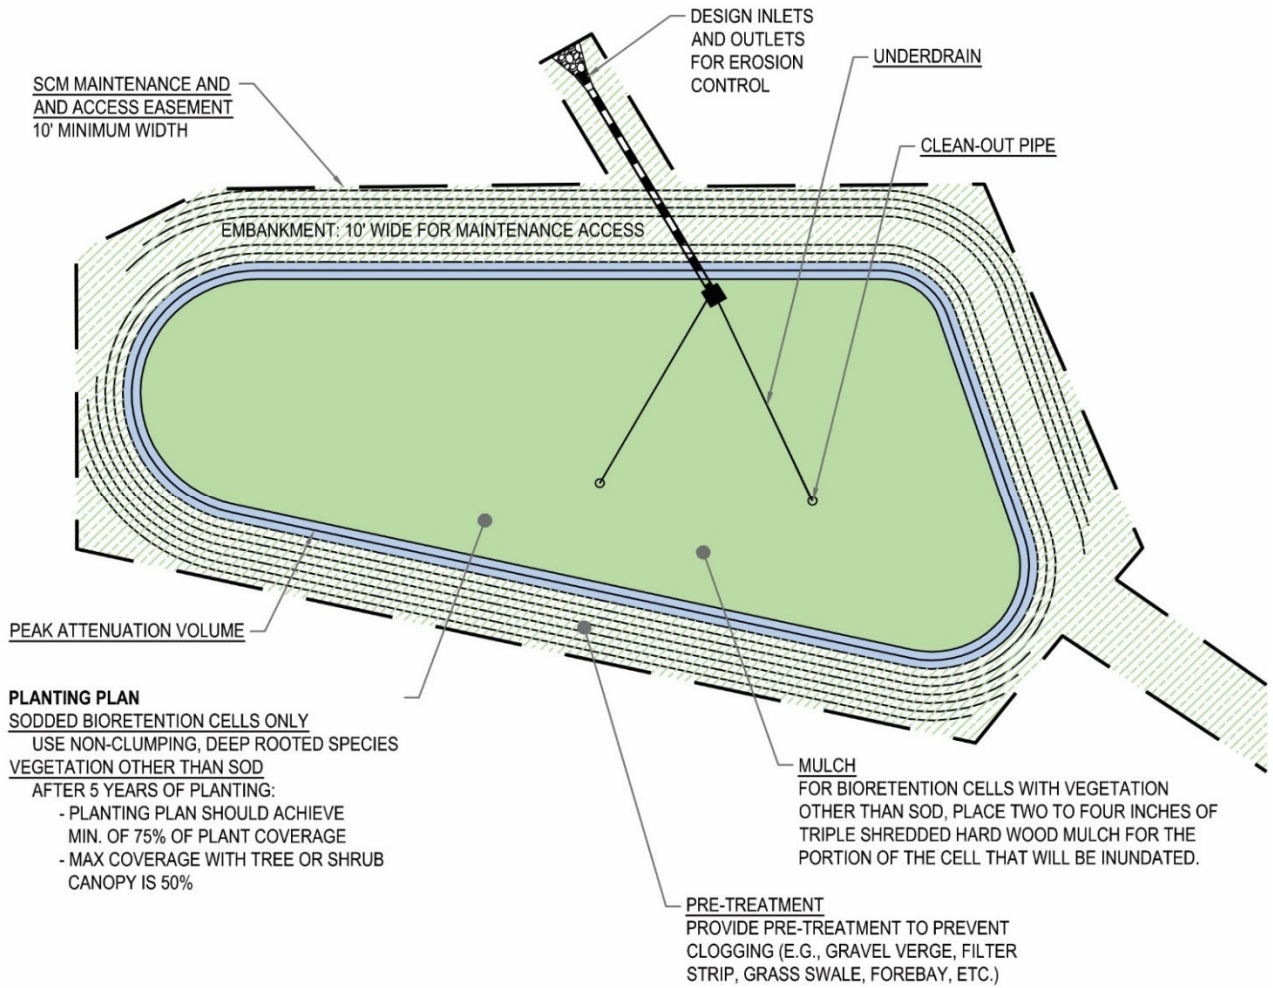 DESIGN INLETS
AND OUTLETS
FOR EROSION
CONTROL
UNDERDRAIN
SCM MAINTENANCE AND
AND ACCESS EASEMENT
10' MINIMUM WIDTH
CLEAN-OUT PIPE
EMBANKMENT: 10' WIDE FOR MAINTENANCE ACCESS
PEAK ATTENUATION VOLUME
PLANTING PLAN
SODDED BIORETENTION CELLS ONLY
USE NON-CLUMPING, DEEP ROOTED SPECIES
VEGETATION OTHER THAN SOD
AFTER 5 YEARS OF PLANTING:
- PLANTING PLAN SHOULD ACHIEVE
MIN. OF 75% OF PLANT COVERAGE
- MAX COVERAGE WITH TREE OR SHRUB
CANOPY IS 50%
MULCH
FOR BIORETENTION CELLS WITH VEGETATION
OTHER THAN SOD, PLACE TWO TO FOUR INCHES OF
TRIPLE SHREDDED HARD WOOD MULCH FOR THE
PORTION OF THE CELL THAT WILL BE INUNDATED.
PRE-TREATMENT
PROVIDE PRE-TREATMENT TO PREVENT
CLOGGING (E.G., GRAVEL VERGE, FILTER
STRIP, GRASS SWALE, FOREBAY, ETC.)